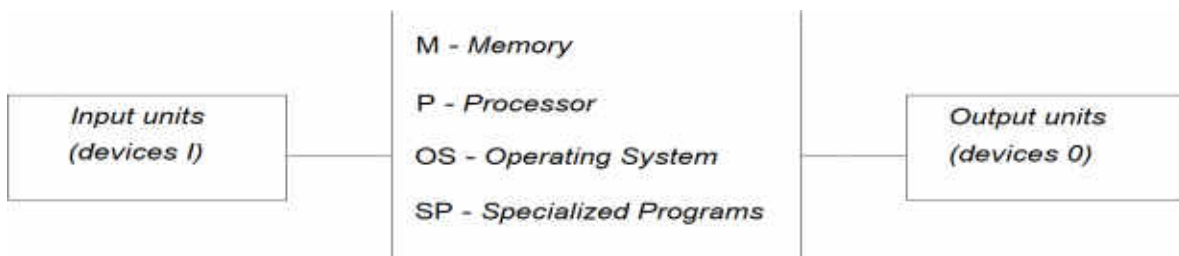 Input units
(devices I)
M - Memory
P - Processor
OS - Operating System
SP - Specialized Programs
Output units
(devices 0)